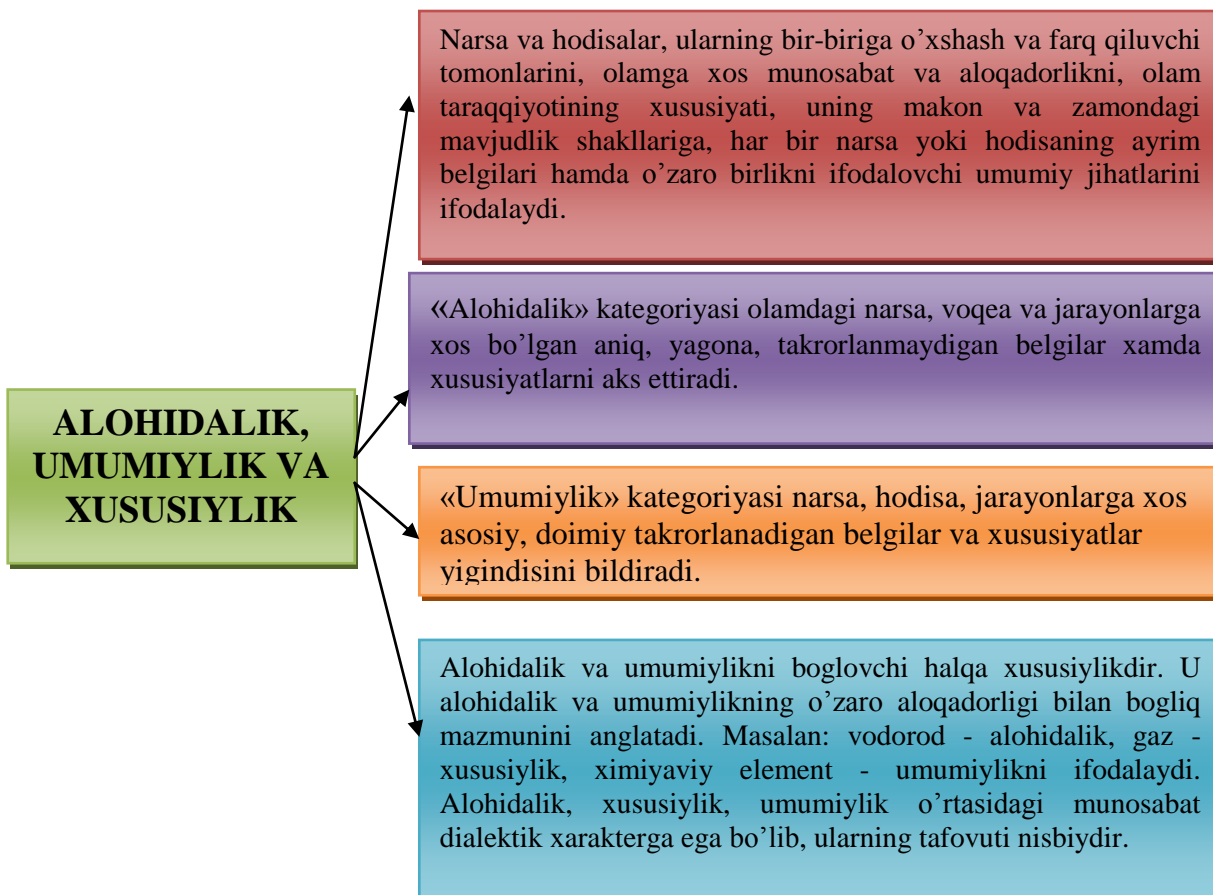 Narsa va hodisalar, ularning bir-biriga o’xshash va farq qiluvchi
tomonlarini, olamga xos munosabat va aloqadorlikni, olam
taraqqiyotining xususiyati, uning makon va zamondagi
mavjudlik shakllariga, har bir narsa yoki hodisaning ayrim
belgilari hamda o’zaro birlikni ifodalovchi umumiy jihatlarini
ifodalaydi.
«Alohidalik» kategoriyasi olamdagi narsa, voqea va jarayonlarga
xos bo’lgan aniq, yagona, takrorlanmaydigan belgilar xamda
xususiyatlarni aks ettiradi.
ALOHIDALIK,
UMUMIYLIK VA
XUSUSIYLIK
«Umumiylik» kategoriyasi narsa, hodisa, jarayonlarga xos
asosiy, doimiy takrorlanadigan belgilar va xususiyatlar
yigindisini bildiradi.
Alohidalik va umumiylikni boglovchi halqa xususiylikdir. U
alohidalik va umumiylikning o’zaro aloqadorligi bilan bogliq
mazmunini anglatadi. Masalan: vodorod - alohidalik, gaz -
xususiylik, ximiyaviy element - umumiylikni ifodalaydi.
Alohidalik, xususiylik, umumiylik o’rtasidagi munosabat
dialektik xarakterga ega bo’lib, ularning tafovuti nisbiydir.